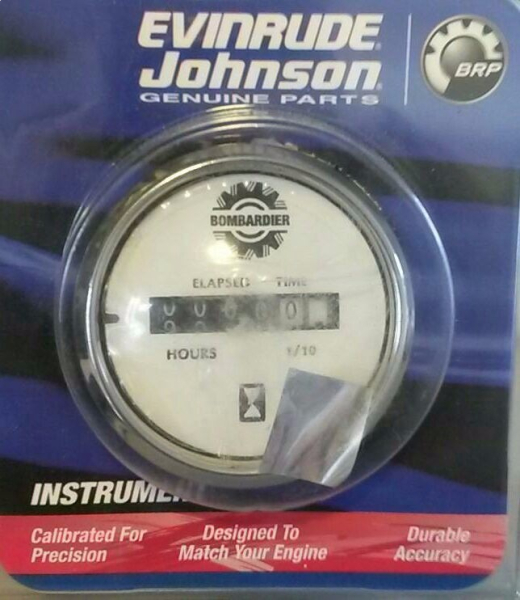 EVINRUDE
Johnson
GENUINE PARTS
BRP
BOMBARDIER
ELAPSED TIME
HOURS 1/10
Calibrated For
Precision
Designed To
Match Your Engine
Durable
Accuracy